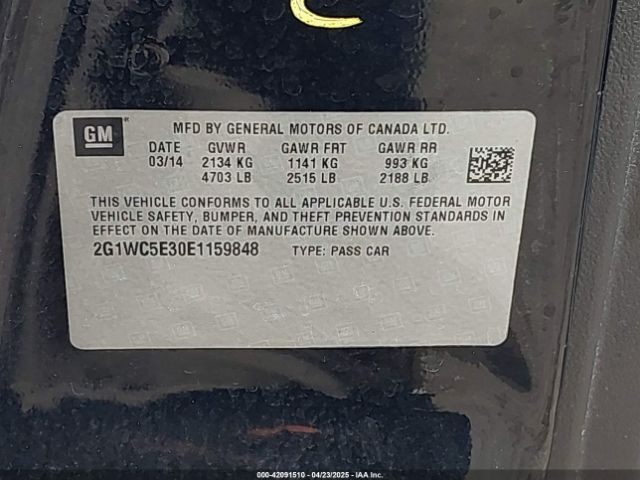 GM ®
MFD BY GENERAL MOTORS OF CANADA LTD.
DATE GVWR GAWR FRT GAWR RR
03/14 2134 KG 1141 KG 993 KG
4703 LB 2515 LB 2188 LB
THIS VEHICLE CONFORMS TO ALL APPLICABLE U.S. FEDERAL MOTOR
VEHICLE SAFETY, BUMPER, AND THEFT PREVENTION STANDARDS IN
EFFECT ON THE DATE OF MANUFACTURE SHOWN ABOVE.
2G1WC5E30E1159848 TYPE: PASS CAR
000-42091510 - 04/23/2025 - IAA Inc.